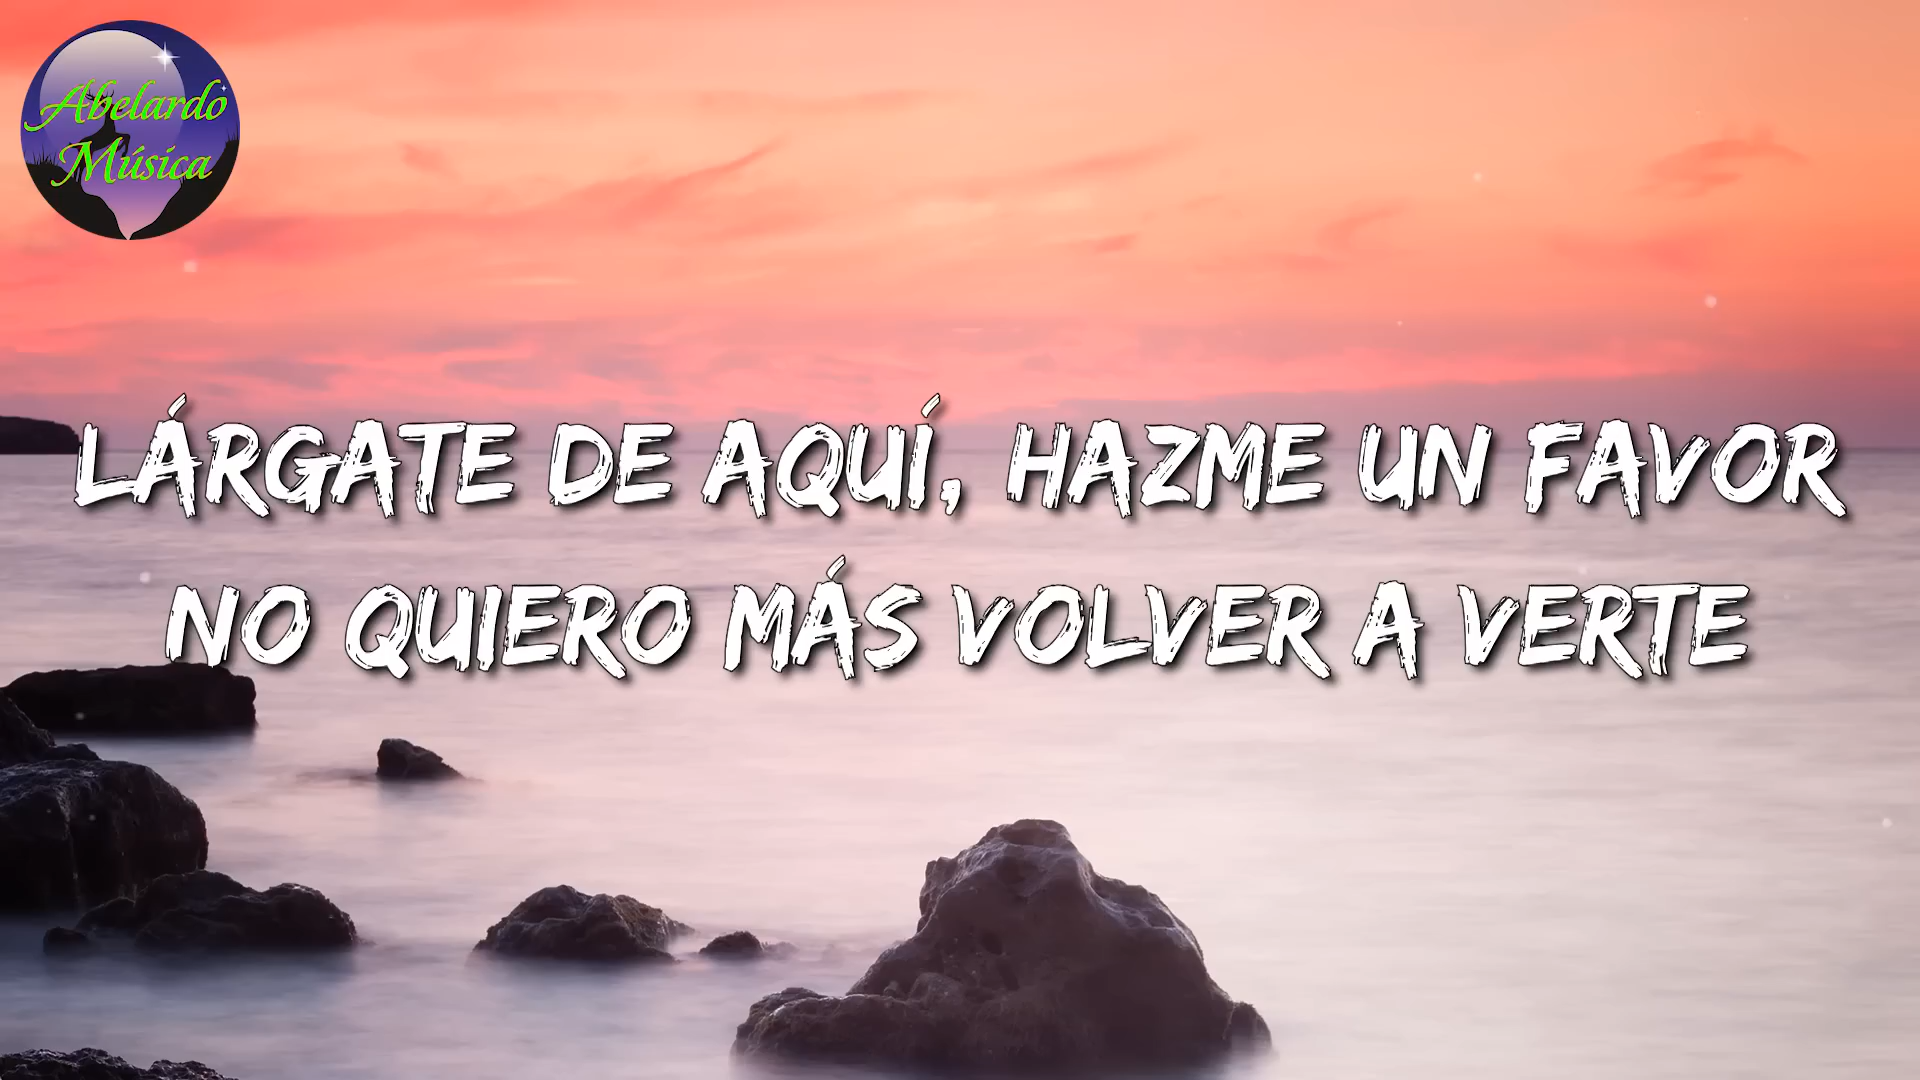 Abelardo
Música
LÁRGATE DE AQUÍ, HAZME UN FAVOR
NO QUIERO MÁS VOLVER A VERTE